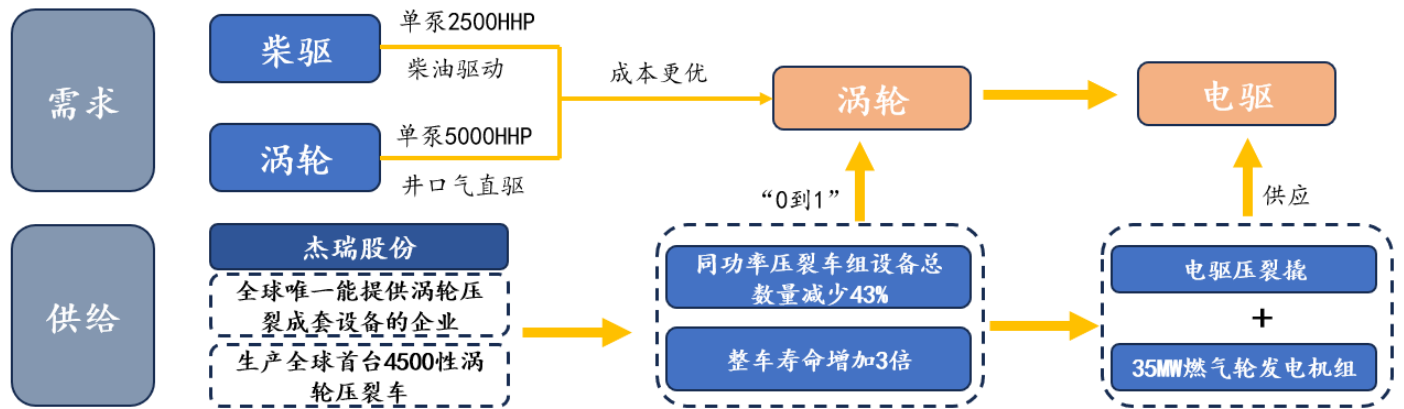 需求
柴驱
单泵2500HHP
柴油驱动
涡轮
单泵5000HHP
井口气直驱
成本更优
涡轮
电驱
“0到1”
供应
供给
杰瑞股份
全球唯一能提供涡轮压
裂成套设备的企业
生产全球首台4500性涡
轮压裂车
同功率压裂车组设备总
数量减少43%
整车寿命增加3倍
电驱压裂撬
+
35MW燃气轮发电机组